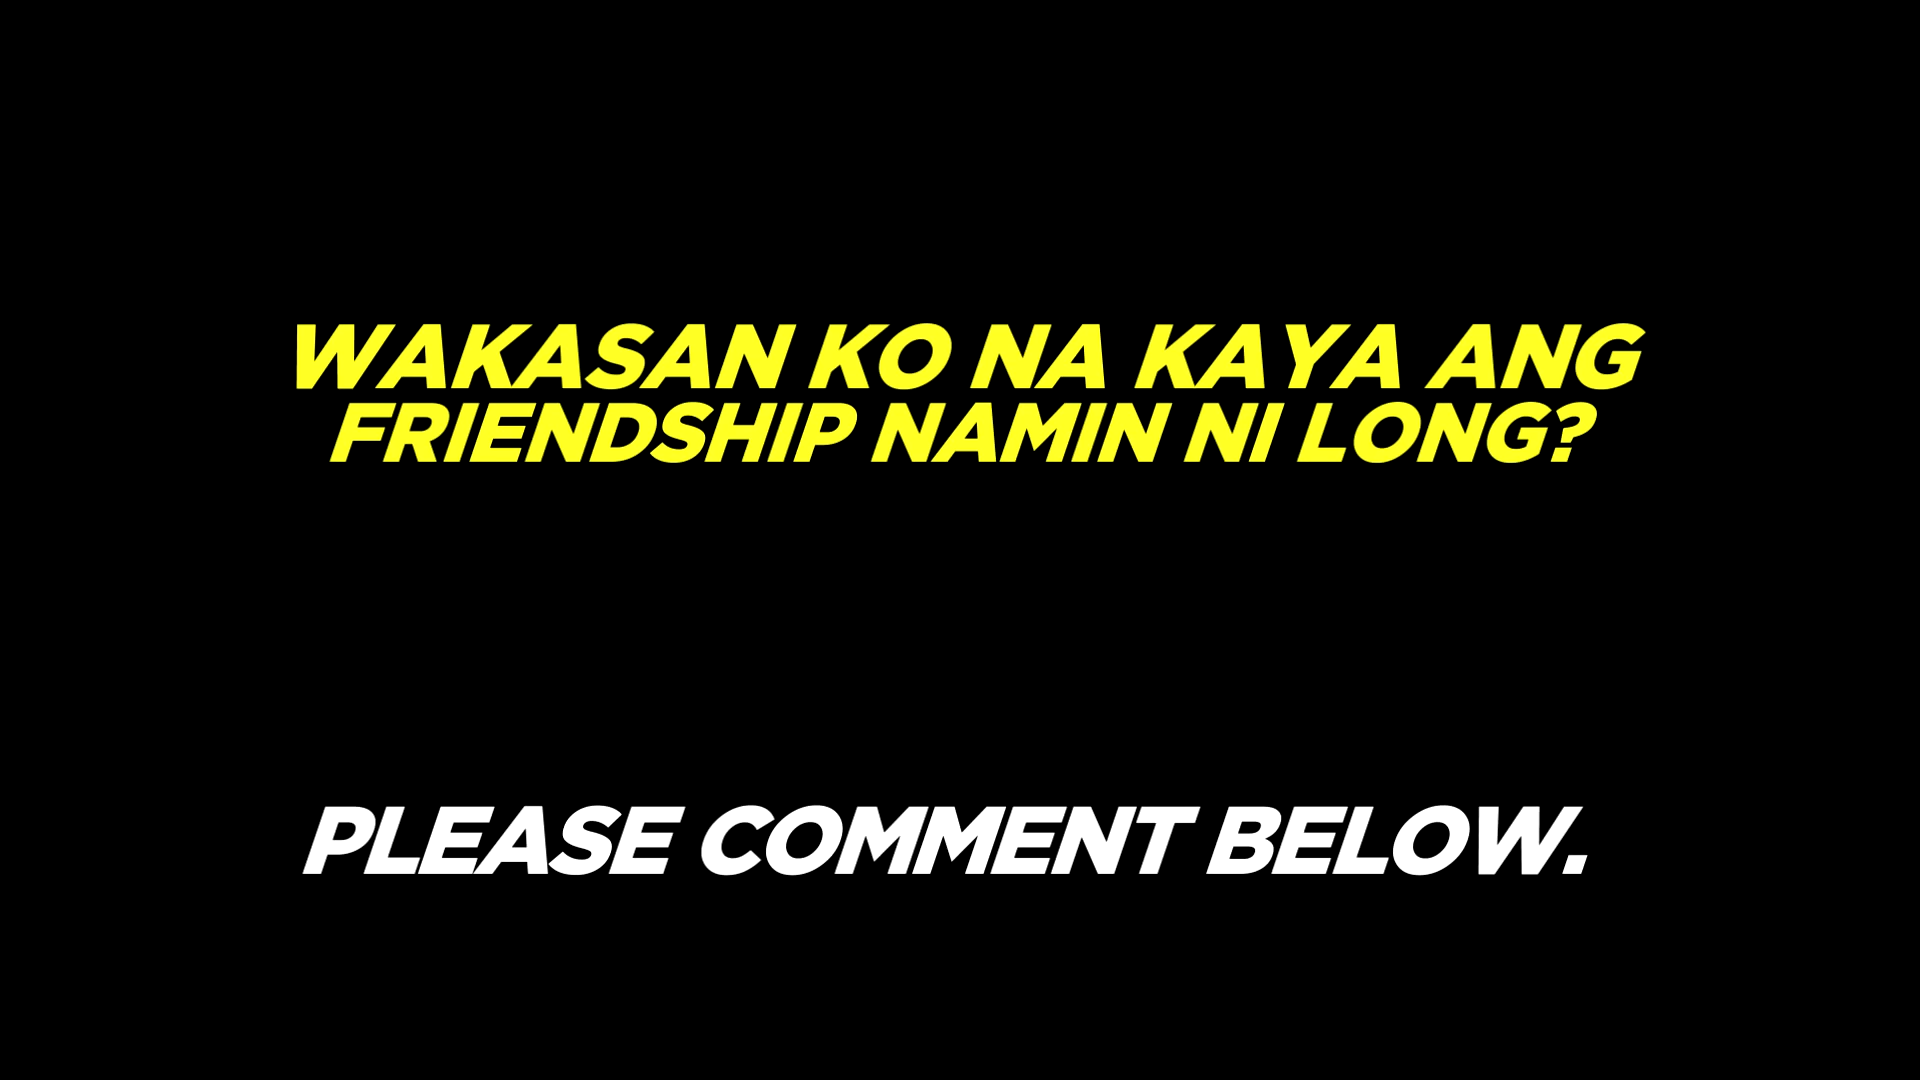 WAKASAN KO NA KAYA ANG
FRIENDSHIP NAMIN NI LONG?
PLEASE COMMENT BELOW.